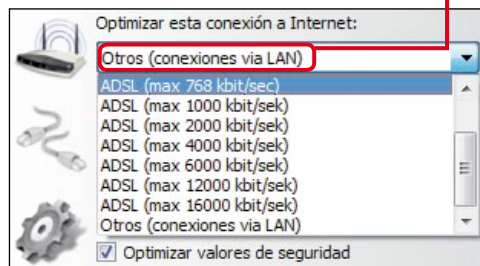 Optimizar esta conexión a Internet:
Otros (conexiones via LAN)
ADSL (max 768 kbit/sec)
ADSL (max 1000 kbit/sek)
ADSL (max 2000 kbit/sek)
ADSL (max 4000 kbit/sek)
ADSL (max 6000 kbit/sek)
ADSL (max 12000 kbit/sek)
ADSL (max 16000 kbit/sek)
Otros (conexiones via LAN)
Optimizar valores de seguridad